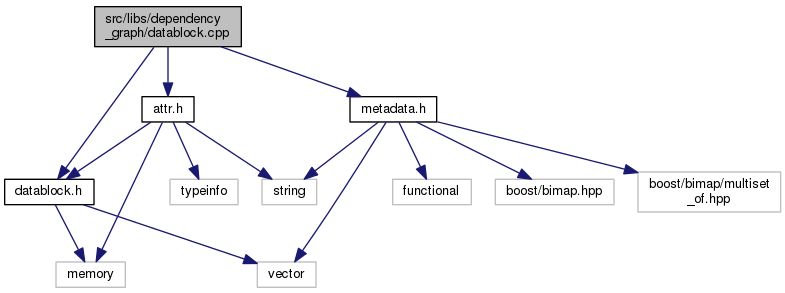 src/libs/dependency
_graph/datablock.cpp
attr.h
metadata.h
datablock.h
typeinfo
string
functional
boost/bimap.hpp
boost/bimap/multiset
_of.hpp
memory
vector